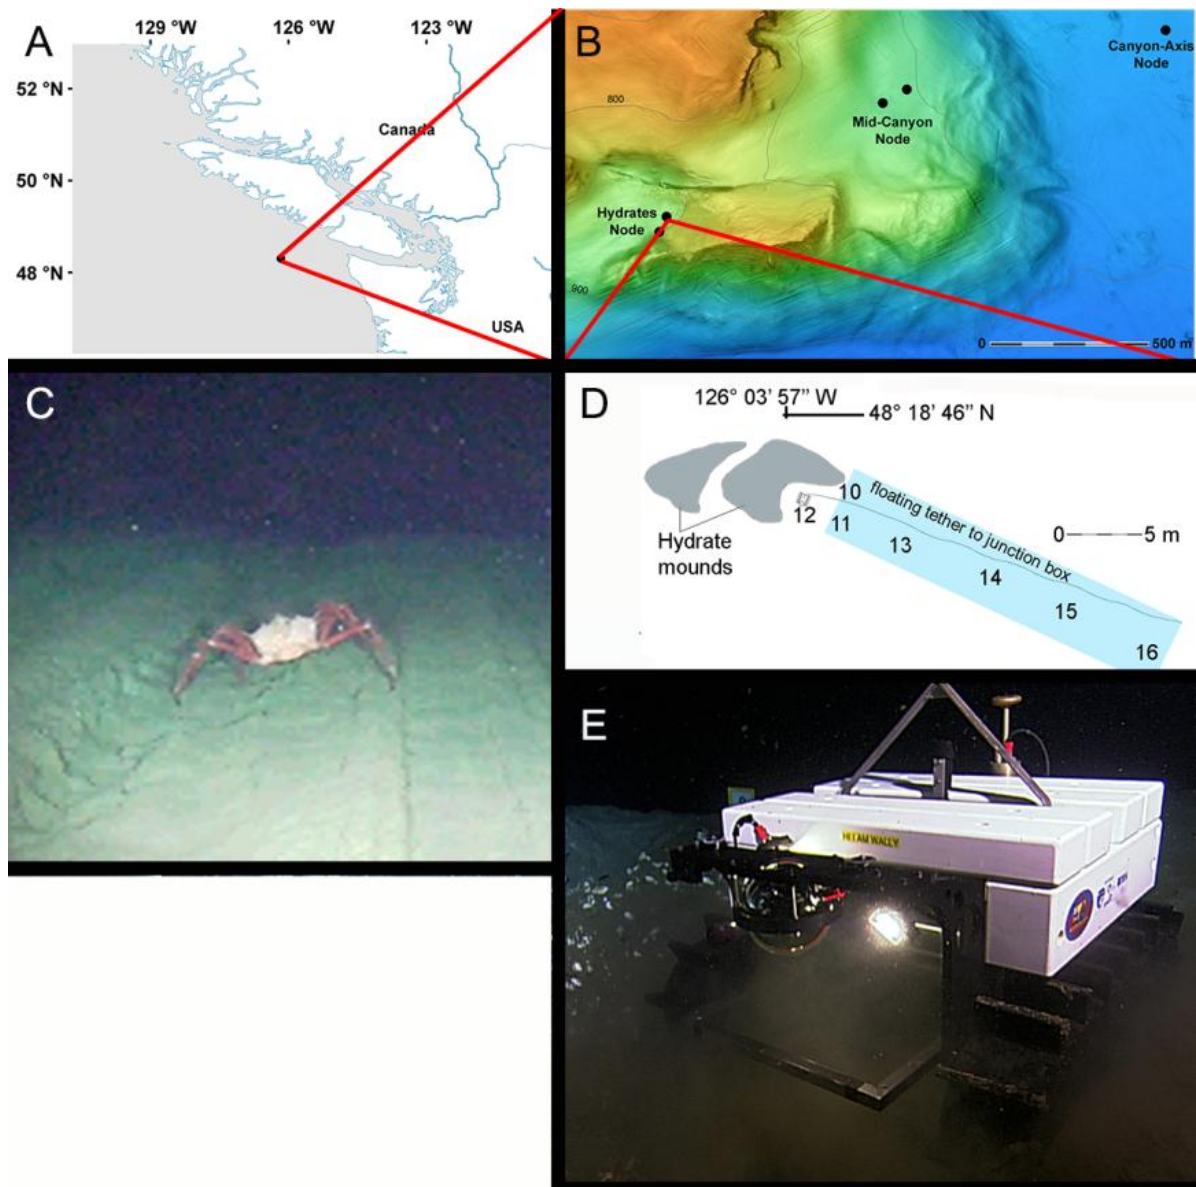 A
129 °W
126 °W
123 °W
52 °N
50 °N
48 °N
Canada
USA
B
800
900
Canyon-Axis
Node
Mid-Canyon
Node
Hydrates
Node
0
500 m
C
D
126° 03’ 57” W
48° 18’ 46” N
10
floating tether to junction box
12
11
13
14
15
16
0
5 m
Hydrate
mounds
E
HI I AM WALLY